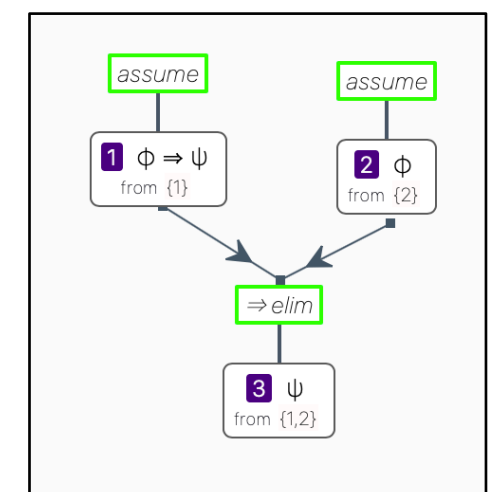 assume
assume
1 Φ ⇒ ψ
from {1}
2 Φ
from {2}
⇒ elim
3 ψ
from {1,2}